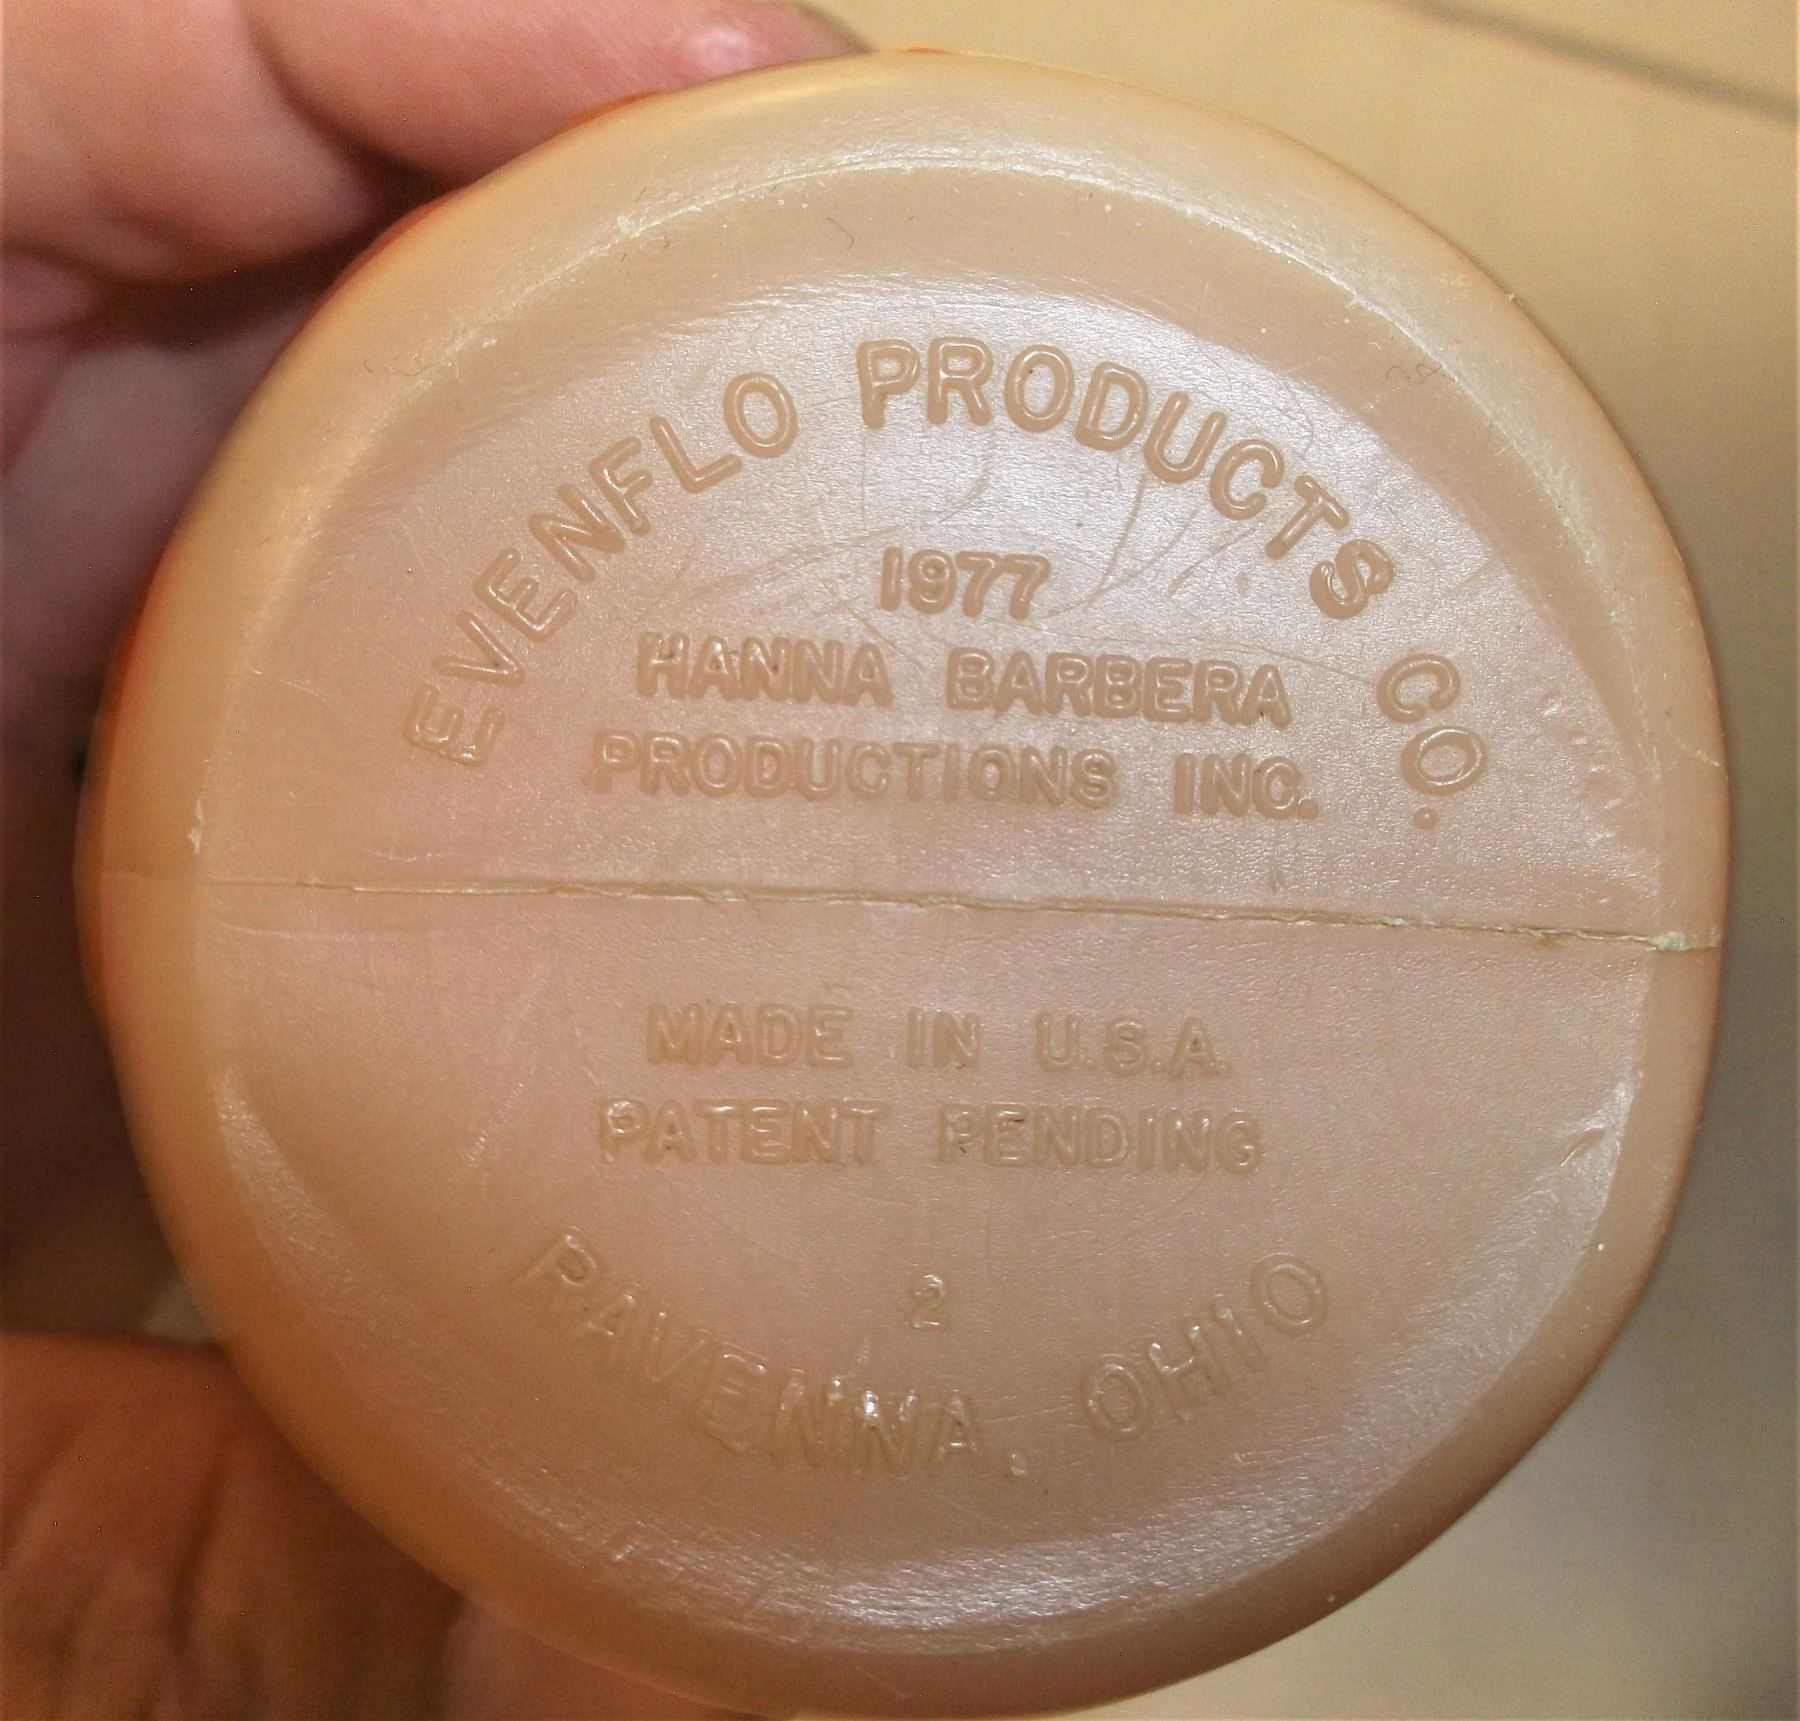 EVENFLO PRODUCTS CO.
1977
HANNA BARBERA
PRODUCTIONS INC.
MADE IN U.S.A.
PATENT PENDING
2
RAVENNA, OHIO